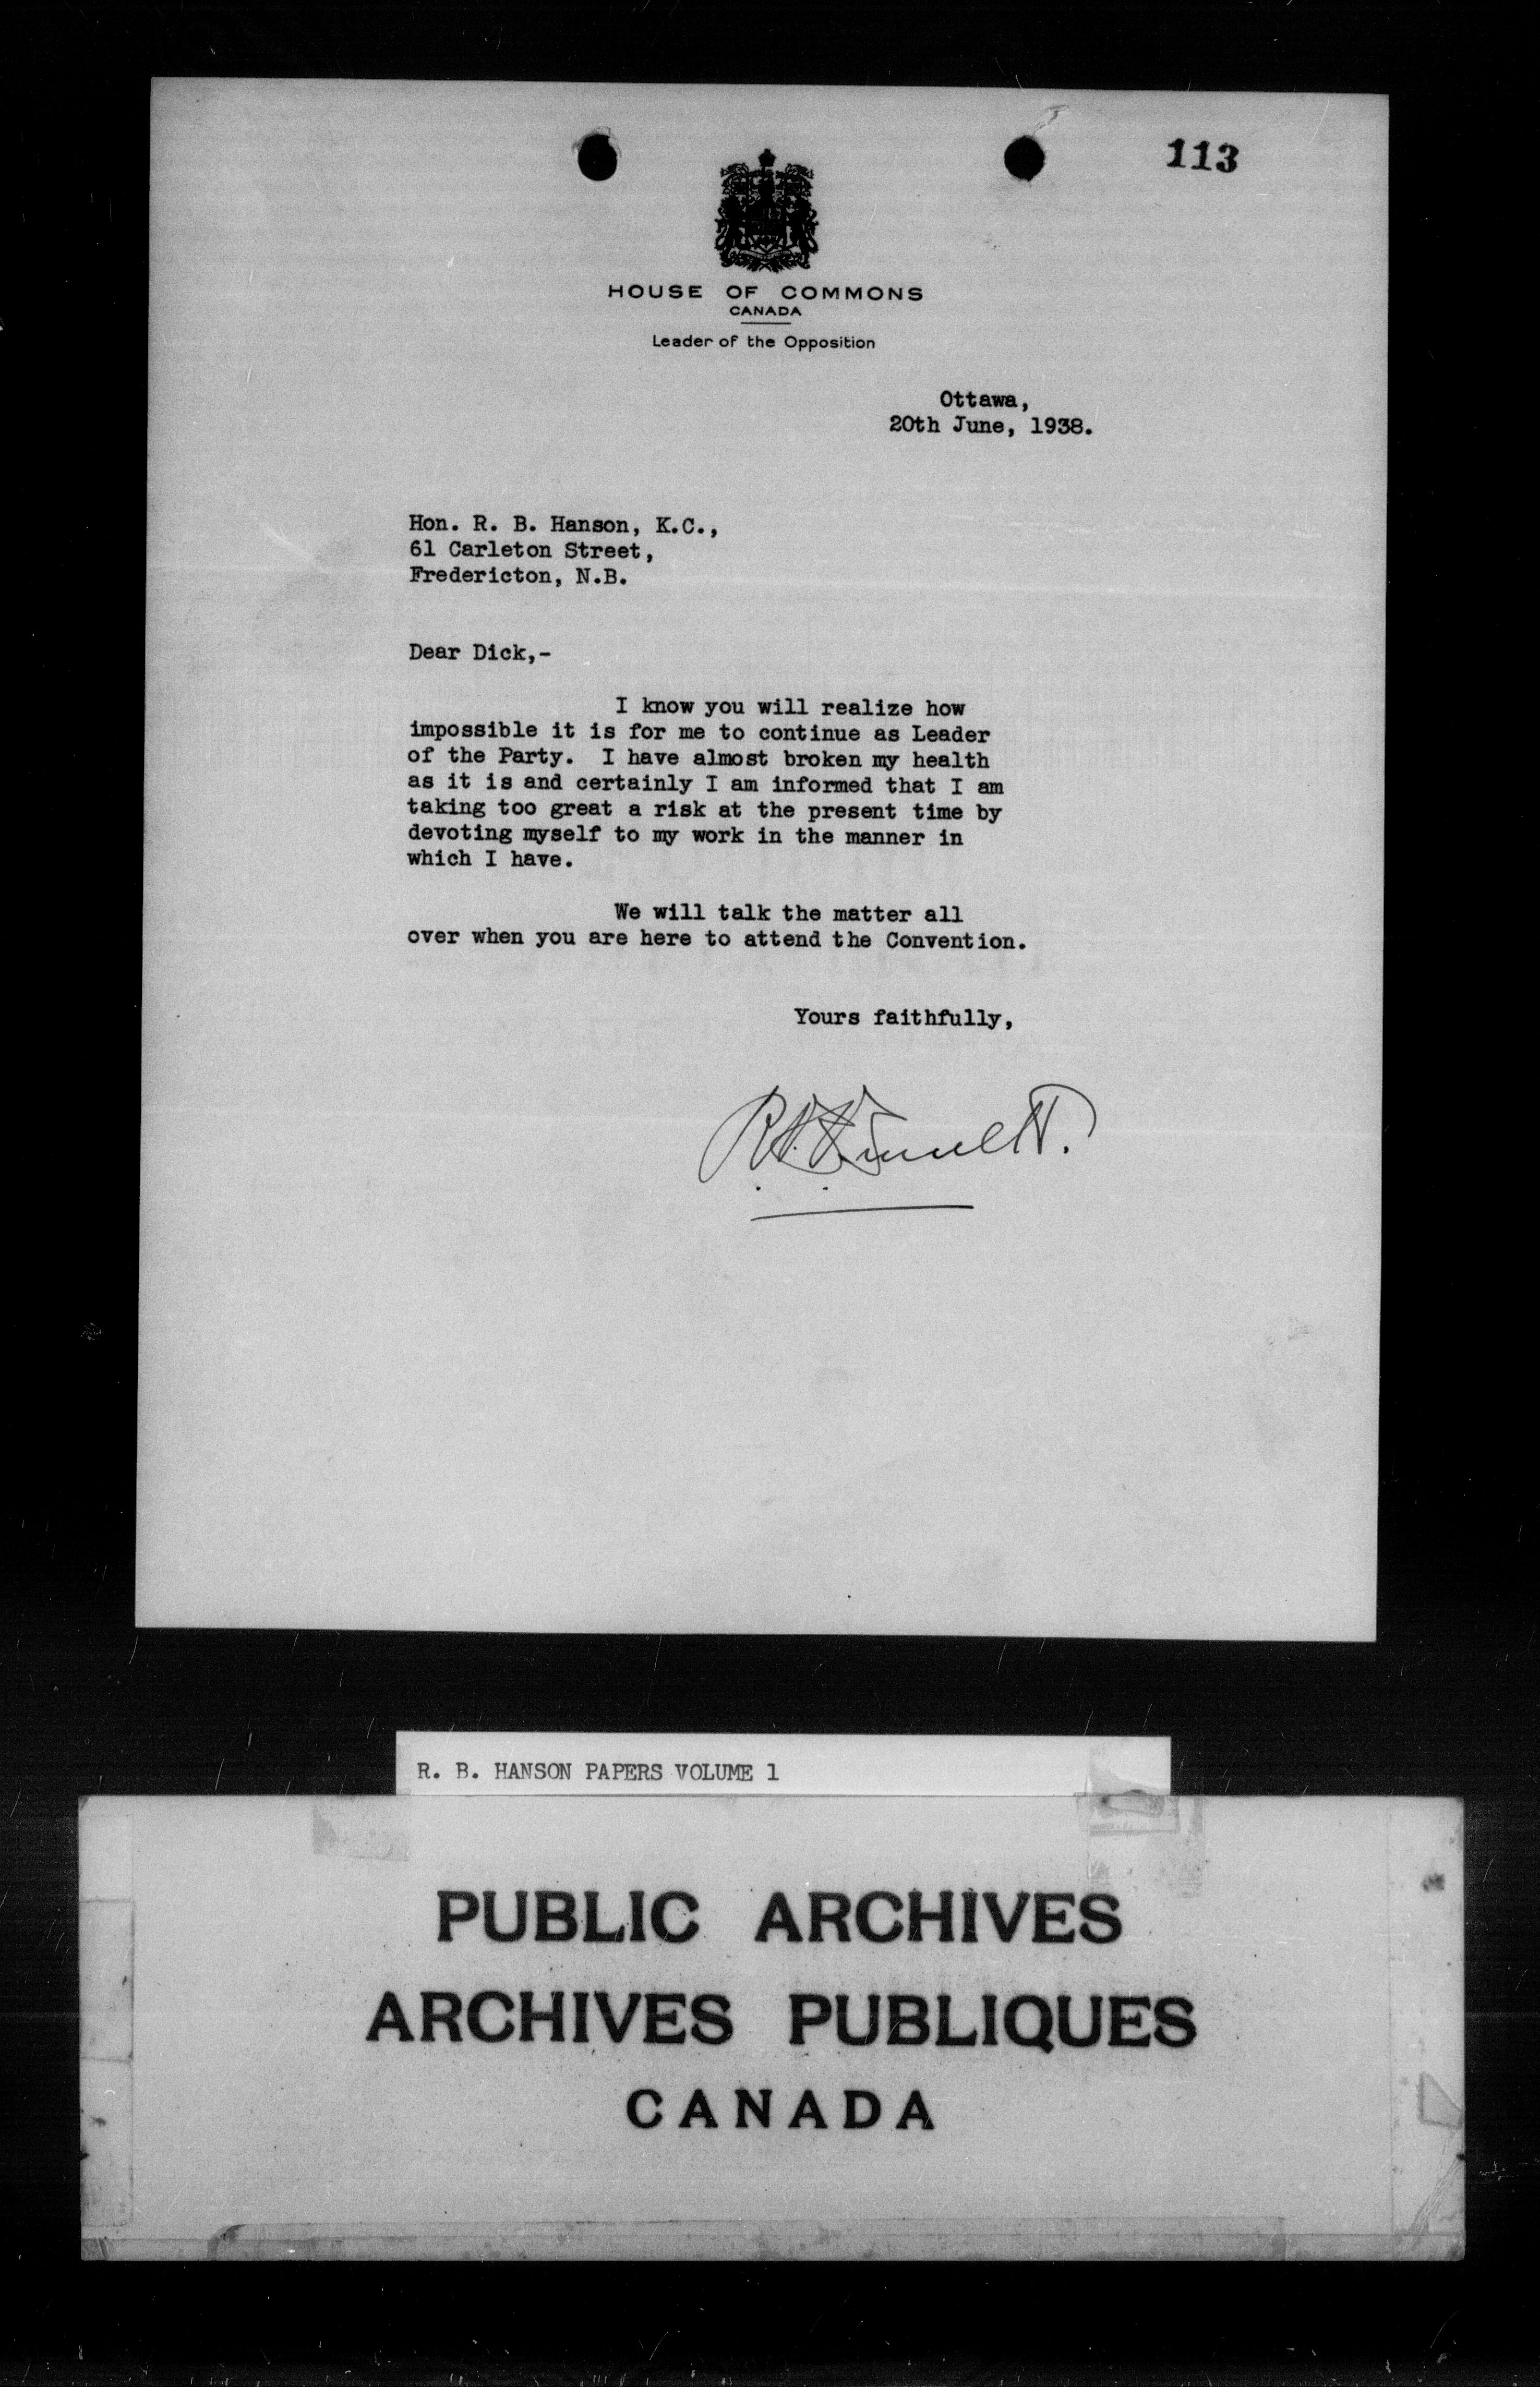 113
HOUSE OF COMMONS
CANADA
Leader of the Opposition
Ottawa,
20th June, 1938.
Hon. R. B. Hanson, K.C.,
61 Carleton Street,
Fredericton, N.B.
Dear Dick,-
I know you will realize how
impossible it is for me to continue as Leader
of the Party. I have almost broken my health
as it is and certainly I am informed that I am
taking too great a risk at the present time by
devoting myself to my work in the manner in
which I have.
We will talk the matter all
over when you are here to attend the Convention.
Yours faithfully,
R. B. Bennett.
R. B. HANSON PAPERS VOLUME 1
PUBLIC ARCHIVES
ARCHIVES PUBLIQUES
CANADA